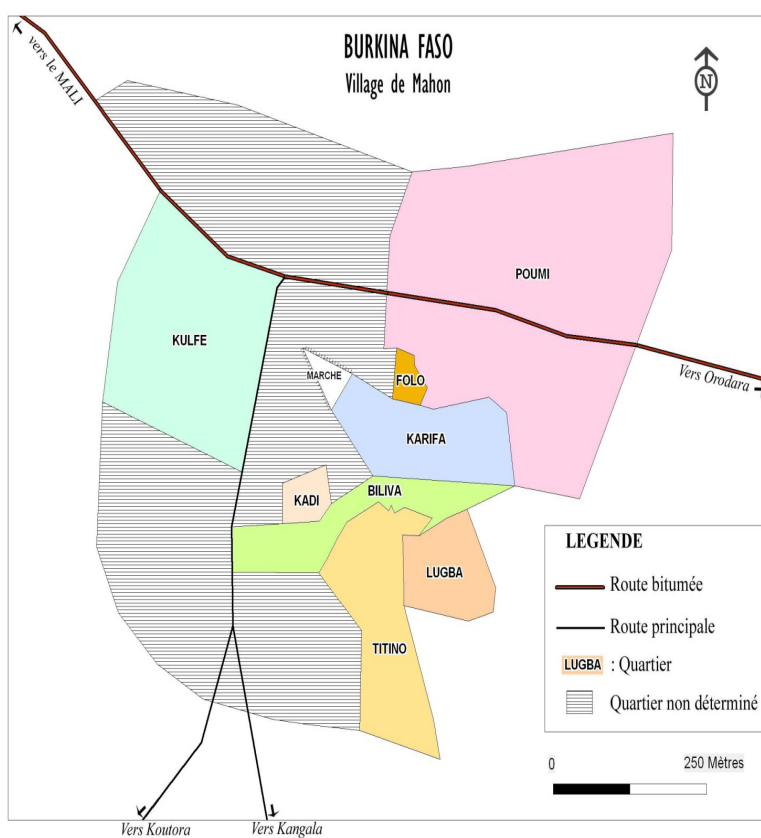 BURKINA FASO
Village de Mahon
N
vers le MALI
POUMI
KULFE
MARCHE
FOLO
Vers Orodara
KARIFA
KADI
BILIVA
LUGBA
TITINO
LEGENDE
Route bitumée
Route principale
LUGBA : Quartier
Quartier non déterminé
0 250 Mètres
Vers Koutora
Vers Kangala